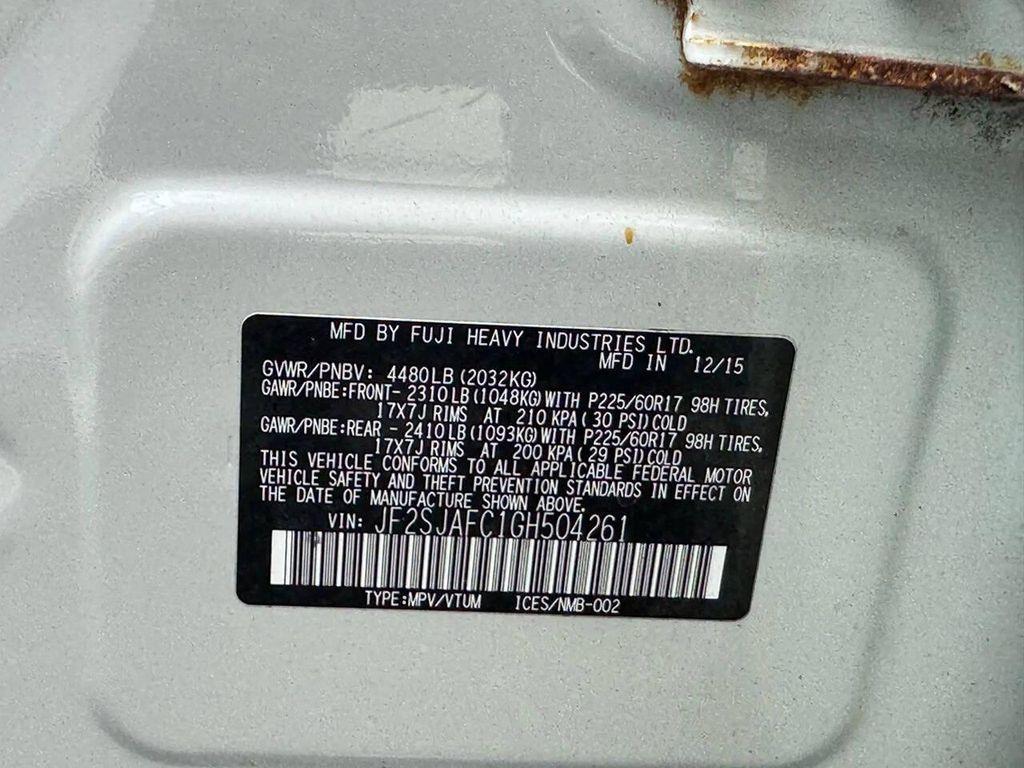 MFD BY FUJI HEAVY INDUSTRIES LTD.
MFD IN 12/15
GVWR/PNBV: 4480LB(2032KG)
GAWR/PNBE:FRONT- 2310LB(1048KG)WITH P225/60R17 98H TIRES,
17X7J RIMS AT 210 KPA(30 PSI)COLD
GAWR/PNBE:REAR - 2410LB(1093KG)WITH P225/60R17 98H TIRES,
17X7J RIMS AT 200 KPA(29 PSI)COLD
THIS VEHICLE CONFORMS TO ALL APPLICABLE FEDERAL MOTOR
VEHICLE SAFETY AND THEFT PREVENTION STANDARDS IN EFFECT ON
THE DATE OF MANUFACTURE SHOWN ABOVE.
VIN: JF2SJAFC1GH504261
TYPE:MPV/VTUM ICES/NMB-002